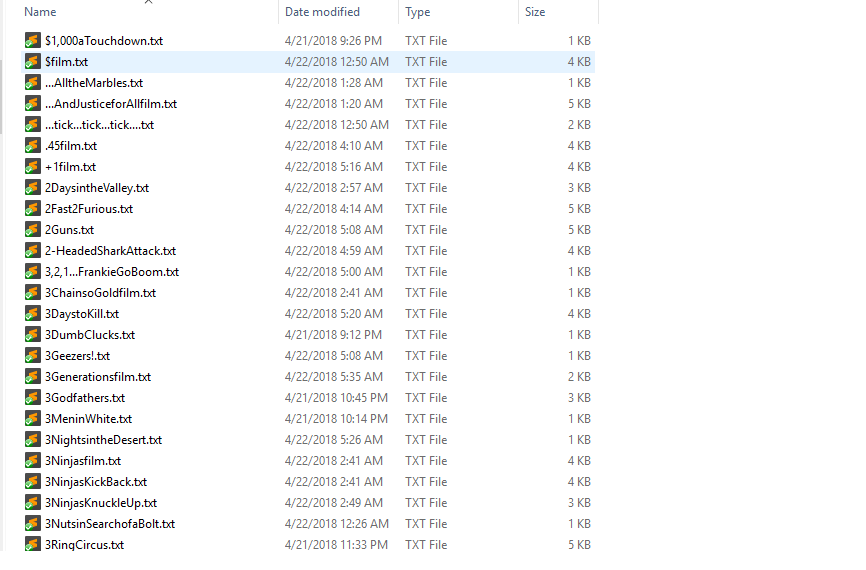 Name Date modified Type Size
$1,000aTouchdown.txt 4/21/2018 9:26 PM TXT File 1 KB
$film.txt 4/22/2018 12:50 AM TXT File 4 KB
...AlltheMarbles.txt 4/22/2018 1:28 AM TXT File 1 KB
...AndJusticeforAllfilm.txt 4/22/2018 1:20 AM TXT File 5 KB
...tick...tick...tick....txt 4/22/2018 12:50 AM TXT File 2 KB
.45film.txt 4/22/2018 4:10 AM TXT File 4 KB
+1film.txt 4/22/2018 5:16 AM TXT File 4 KB
2DaysintheValley.txt 4/22/2018 2:57 AM TXT File 3 KB
2Fast2Furious.txt 4/22/2018 4:14 AM TXT File 5 KB
2Guns.txt 4/22/2018 5:08 AM TXT File 5 KB
2-HeadedSharkAttack.txt 4/22/2018 4:59 AM TXT File 4 KB
3,2,1...FrankieGoBoom.txt 4/22/2018 5:00 AM TXT File 1 KB
3ChainsoGoldfilm.txt 4/22/2018 2:41 AM TXT File 1 KB
3DaystoKill.txt 4/22/2018 5:20 AM TXT File 4 KB
3DumbClucks.txt 4/21/2018 9:12 PM TXT File 1 KB
3Geezers!.txt 4/22/2018 5:08 AM TXT File 1 KB
3Generationsfilm.txt 4/22/2018 5:35 AM TXT File 2 KB
3Godfathers.txt 4/21/2018 10:45 PM TXT File 3 KB
3MeninWhite.txt 4/21/2018 10:14 PM TXT File 1 KB
3NightsintheDesert.txt 4/22/2018 5:26 AM TXT File 1 KB
3Ninjasfilm.txt 4/22/2018 2:41 AM TXT File 4 KB
3NinjasKickBack.txt 4/22/2018 2:41 AM TXT File 4 KB
3NinjasKnuckleUp.txt 4/22/2018 2:49 AM TXT File 3 KB
3NutsinSearchofaBolt.txt 4/22/2018 12:26 AM TXT File 1 KB
3RingCircus.txt 4/21/2018 11:33 PM TXT File 5 KB